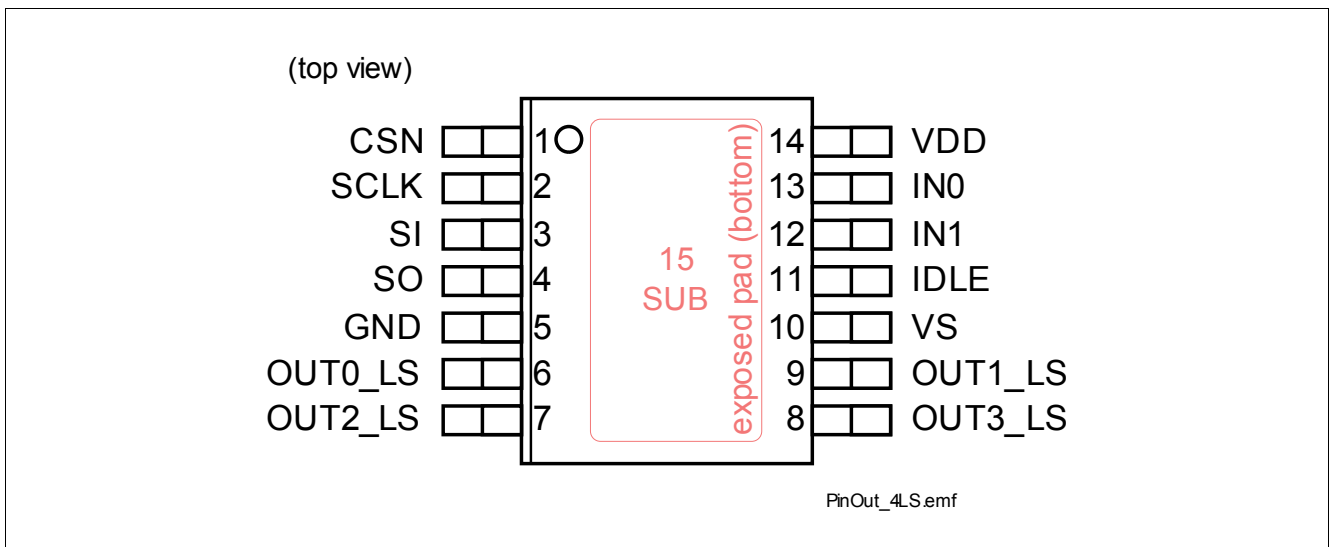 (top view)
CSN 1 14 VDD
SCLK 2 13 IN0
SI 3 12 IN1
SO 4 11 IDLE
GND 5 10 VS
OUT0_LS 6 9 OUT1_LS
OUT2_LS 7 8 OUT3_LS
15
SUB
exposed pad (bottom)
PinOut_4LS.emf